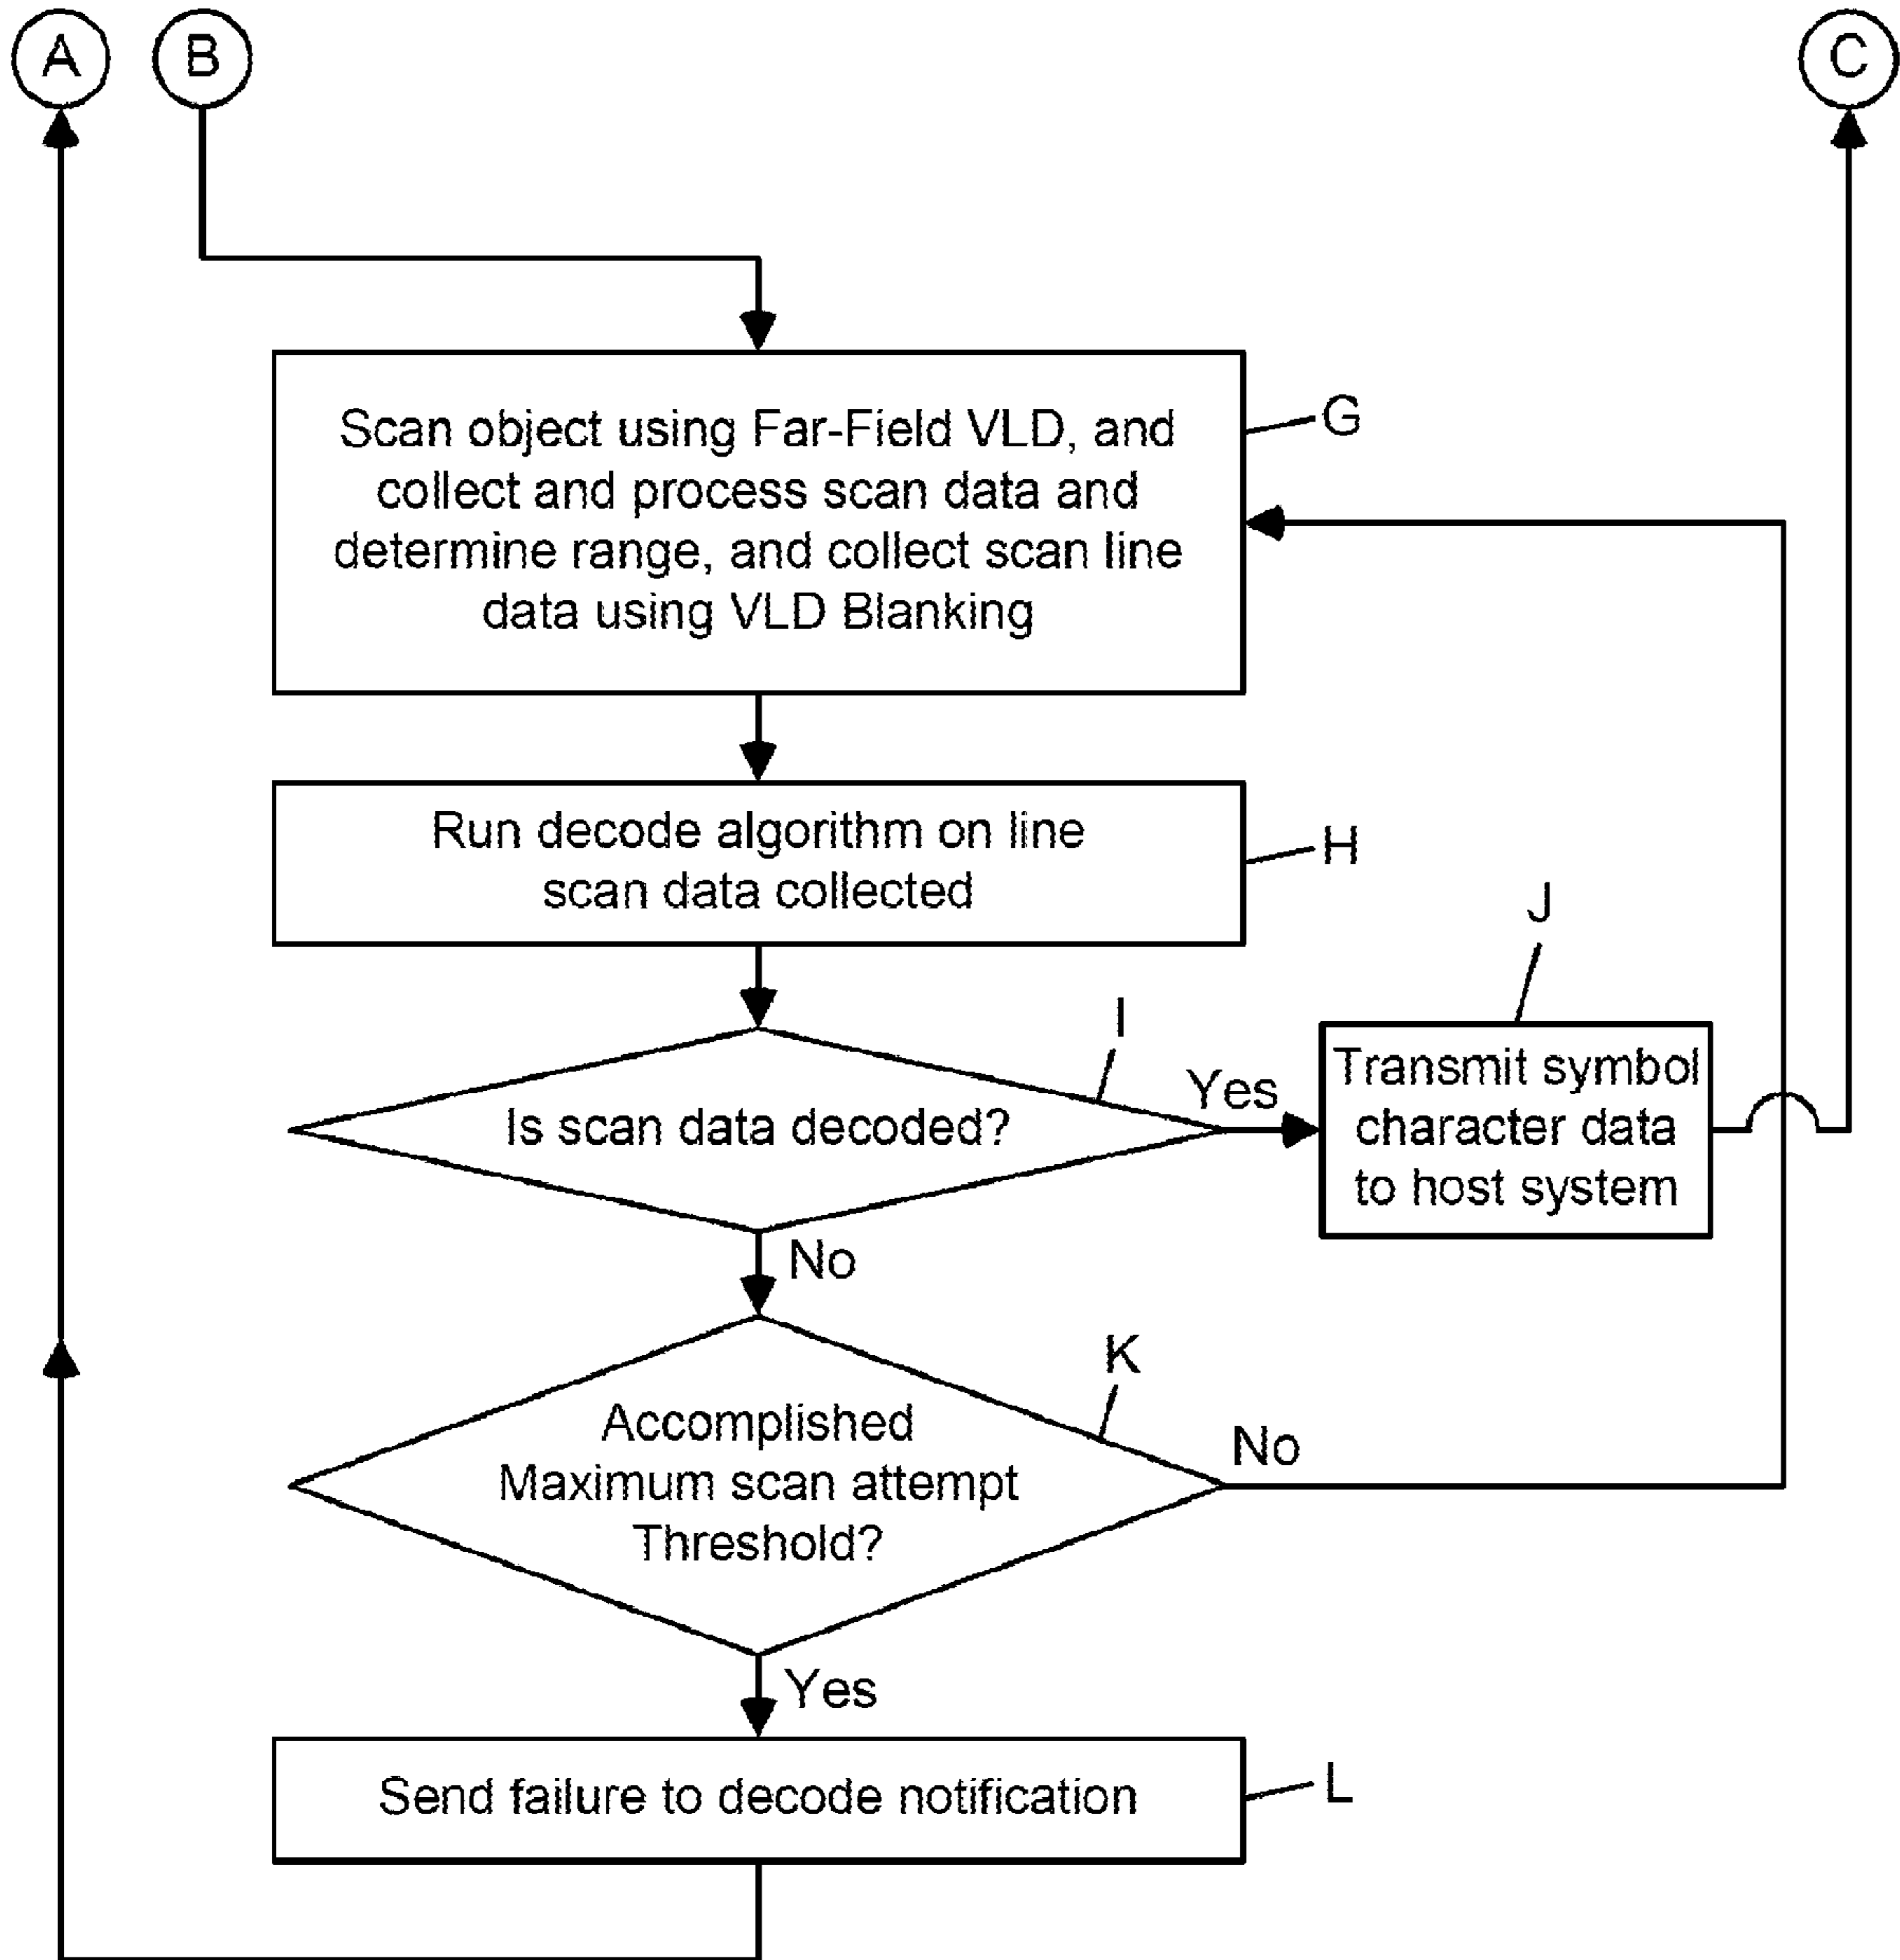 A
B
C
Scan object using Far-Field VLD, and
collect and process scan data and
determine range, and collect scan line
data using VLD Blanking
G
Run decode algorithm on line
scan data collected
H
J
I
Is scan data decoded?
Yes
Transmit symbol
character data
to host system
No
K
Accomplished
Maximum scan attempt
Threshold?
No
Yes
Send failure to decode notification
L